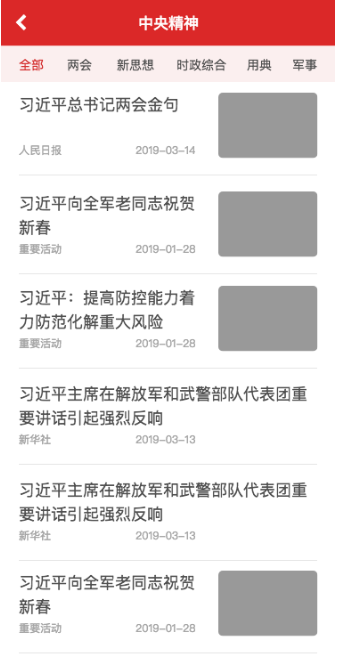 中央精神
全部 两会 新思想 时政综合 用典 军事
习近平总书记两会金句
人民日报 2019-03-14
习近平向全军老同志祝贺
新春
重要活动 2019-01-28
习近平：提高防控能力着
力防范化解重大风险
重要活动 2019-01-28
习近平主席在解放军和武警部队代表团重
要讲话引起强烈反响
新华社 2019-03-13
习近平主席在解放军和武警部队代表团重
要讲话引起强烈反响
新华社 2019-03-13
习近平向全军老同志祝贺
新春
重要活动 2019-01-28